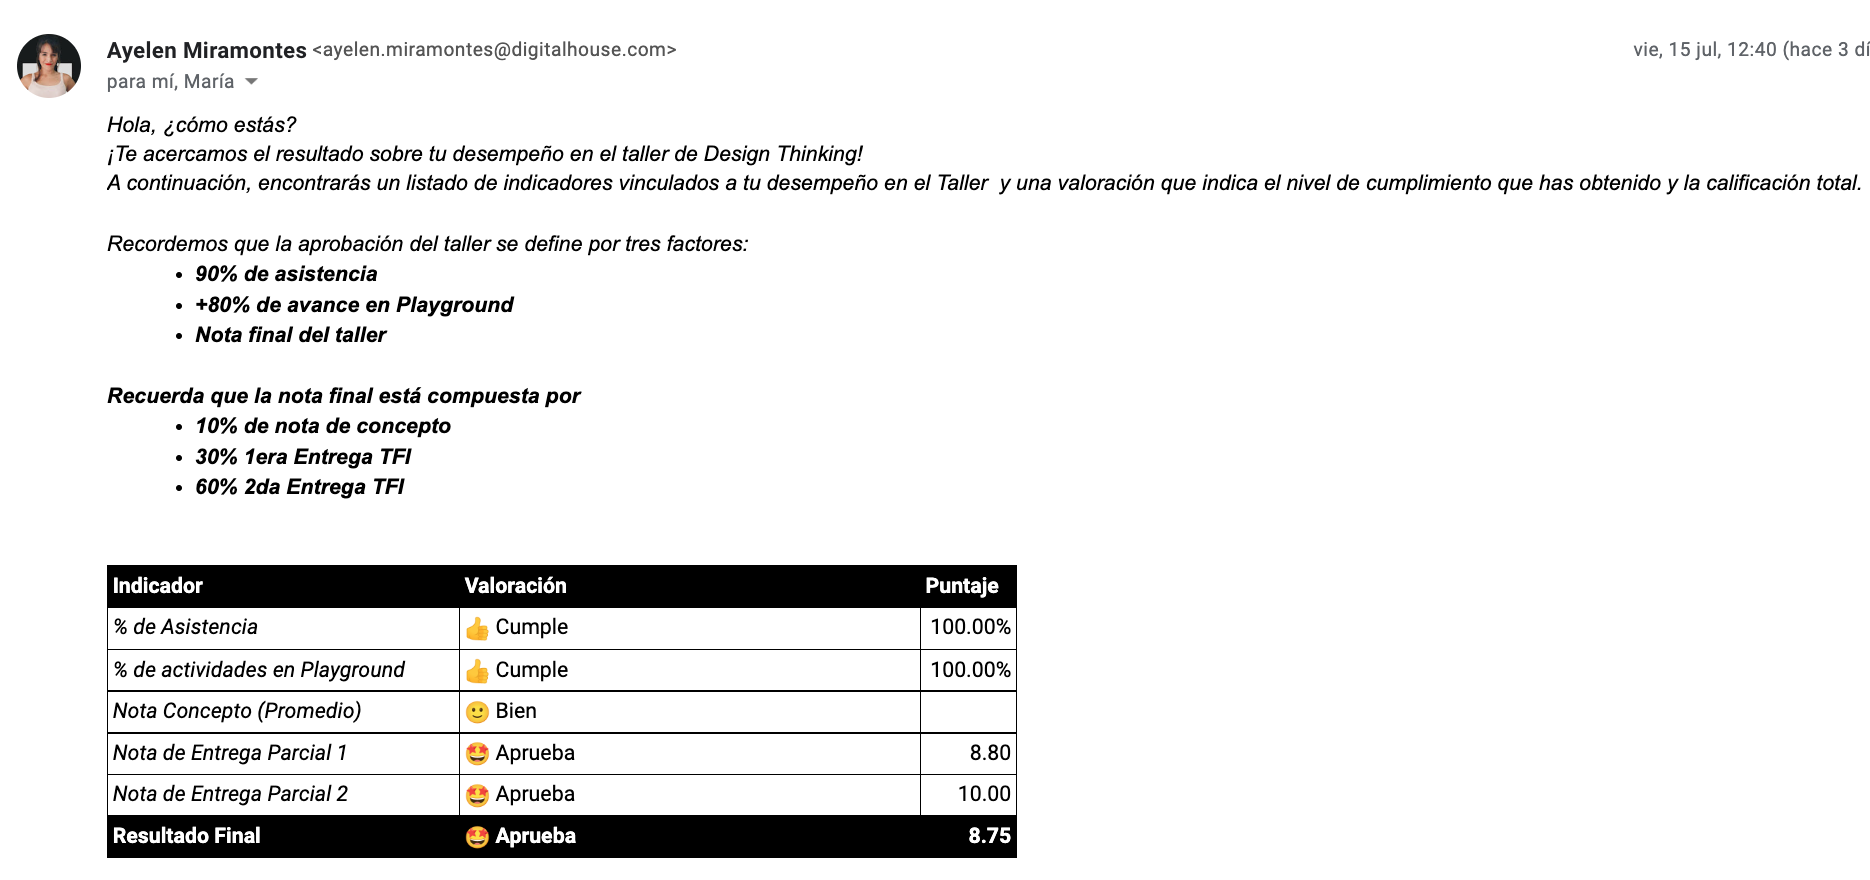 Ayelen Miramontes <ayelen.miramontes@digitalhouse.com> vie, 15 jul, 12:40 (hace 3 dí
para mí, María
Hola, ¿cómo estás?
¡Te acercamos el resultado sobre tu desempeño en el taller de Design Thinking!
A continuación, encontrarás un listado de indicadores vinculados a tu desempeño en el Taller y una valoración que indica el nivel de cumplimiento que has obtenido y la calificación total.
Recordemos que la aprobación del taller se define por tres factores:
• 90% de asistencia
• +80% de avance en Playground
• Nota final del taller
Recuerda que la nota final está compuesta por
• 10% de nota de concepto
• 30% 1era Entrega TFI
• 60% 2da Entrega TFI
Indicador Valoración Puntaje
% de Asistencia 👍 Cumple 100.00%
% de actividades en Playground 👍 Cumple 100.00%
Nota Concepto (Promedio) 🙂 Bien
Nota de Entrega Parcial 1 🤩 Aprueba 8.80
Nota de Entrega Parcial 2 🤩 Aprueba 10.00
Resultado Final 🤩 Aprueba 8.75